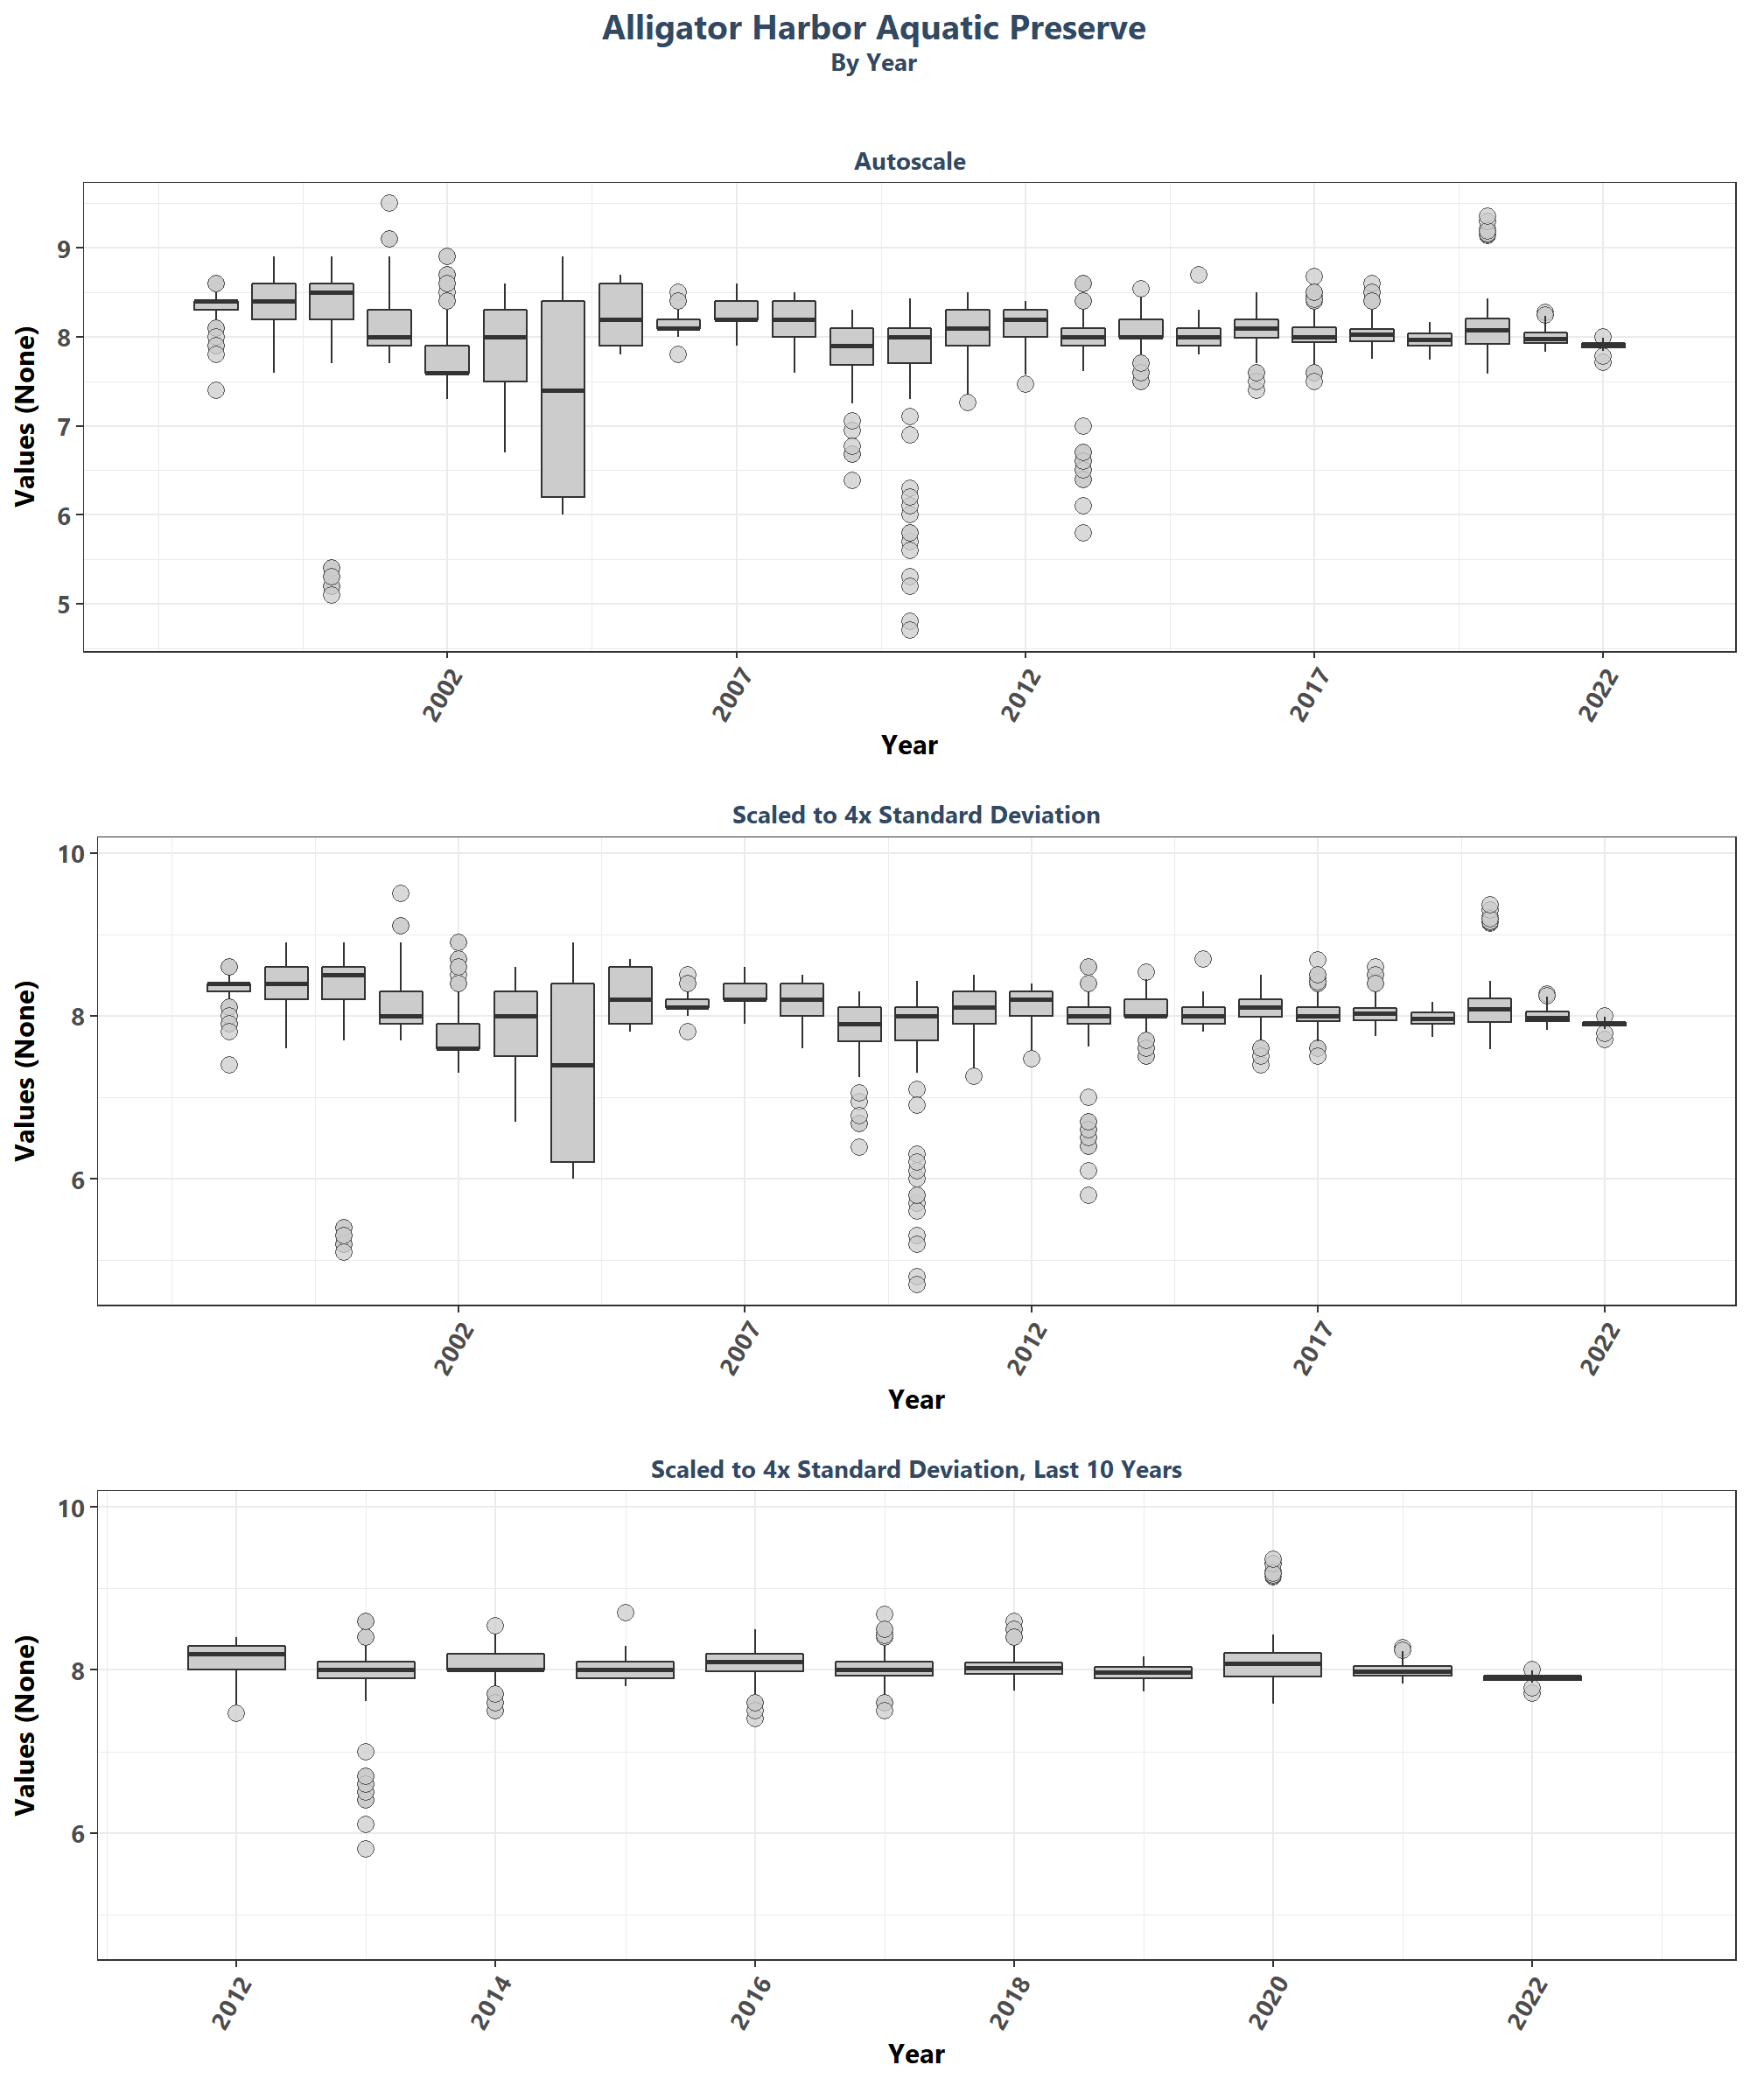 Alligator Harbor Aquatic Preserve
By Year
Autoscale
Values (None)
9
8
7
6
5
2002
2007
2012
2017
2022
Year
Scaled to 4x Standard Deviation
Values (None)
10
8
6
2002
2007
2012
2017
2022
Year
Scaled to 4x Standard Deviation, Last 10 Years
Values (None)
10
8
6
2012
2014
2016
2018
2020
2022
Year